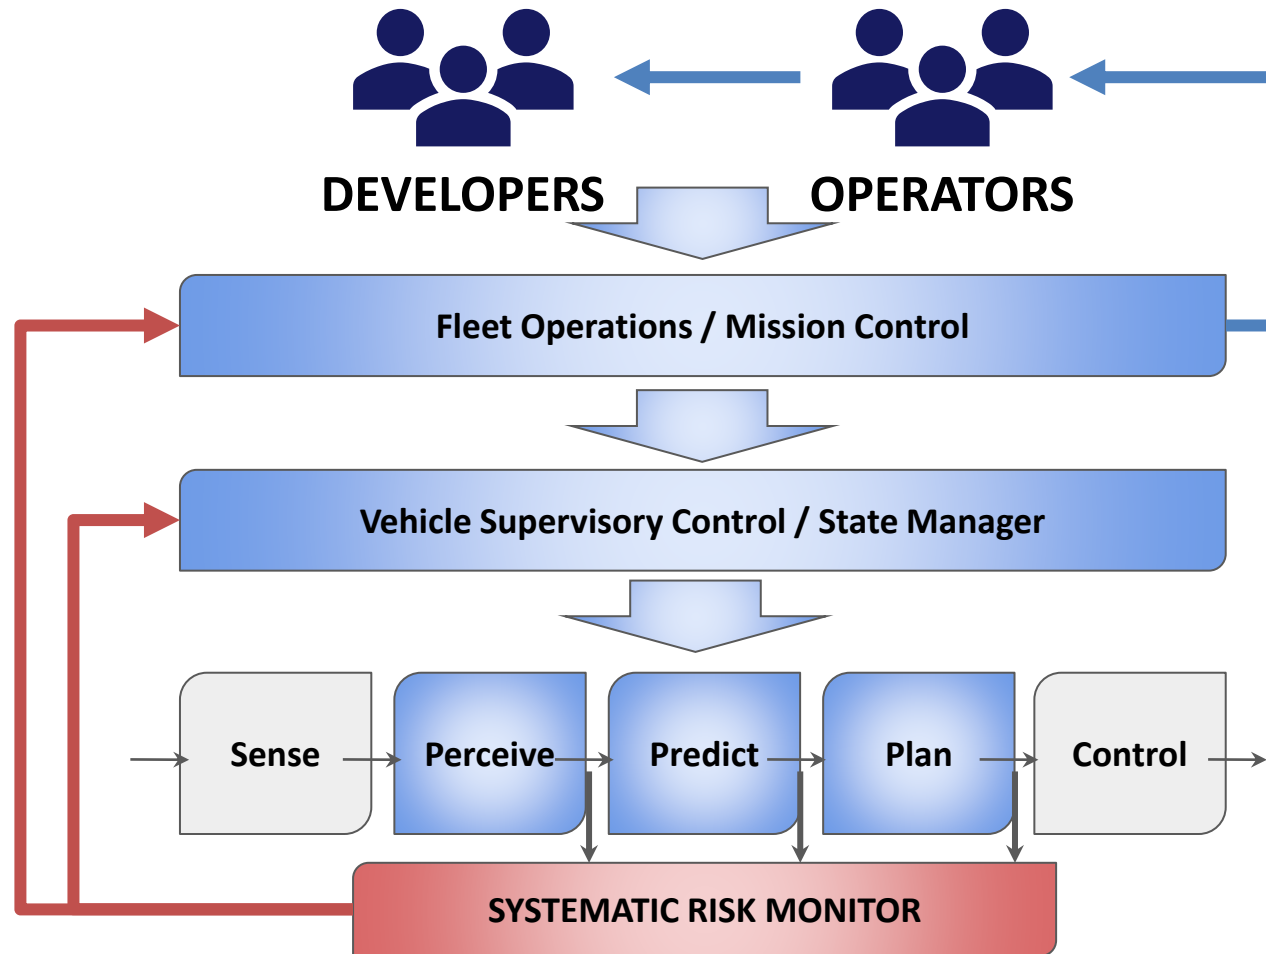 DEVELOPERS
OPERATORS
Fleet Operations / Mission Control
Vehicle Supervisory Control / State Manager
Sense
Perceive
Predict
Plan
Control
SYSTEMATIC RISK MONITOR